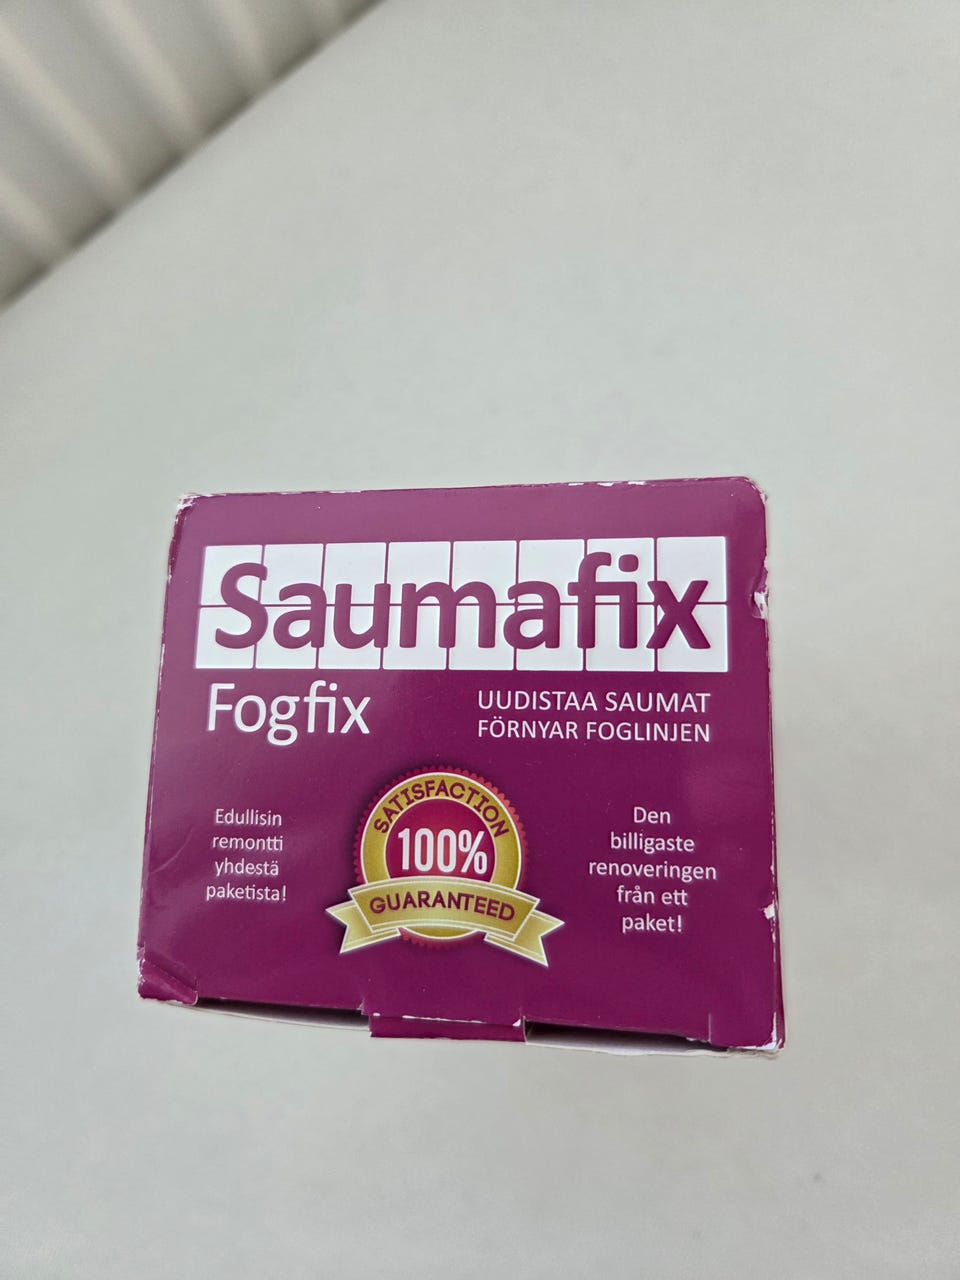 Saumafix
Fogfix
UUDISTAA SAUMAT
FÖRNYAR FOGLINJEN
Edullisin
remontti
yhdestä
paketista!
SATISFACTION
100%
GUARANTEED
Den
billigaste
renoveringen
från ett
paket!